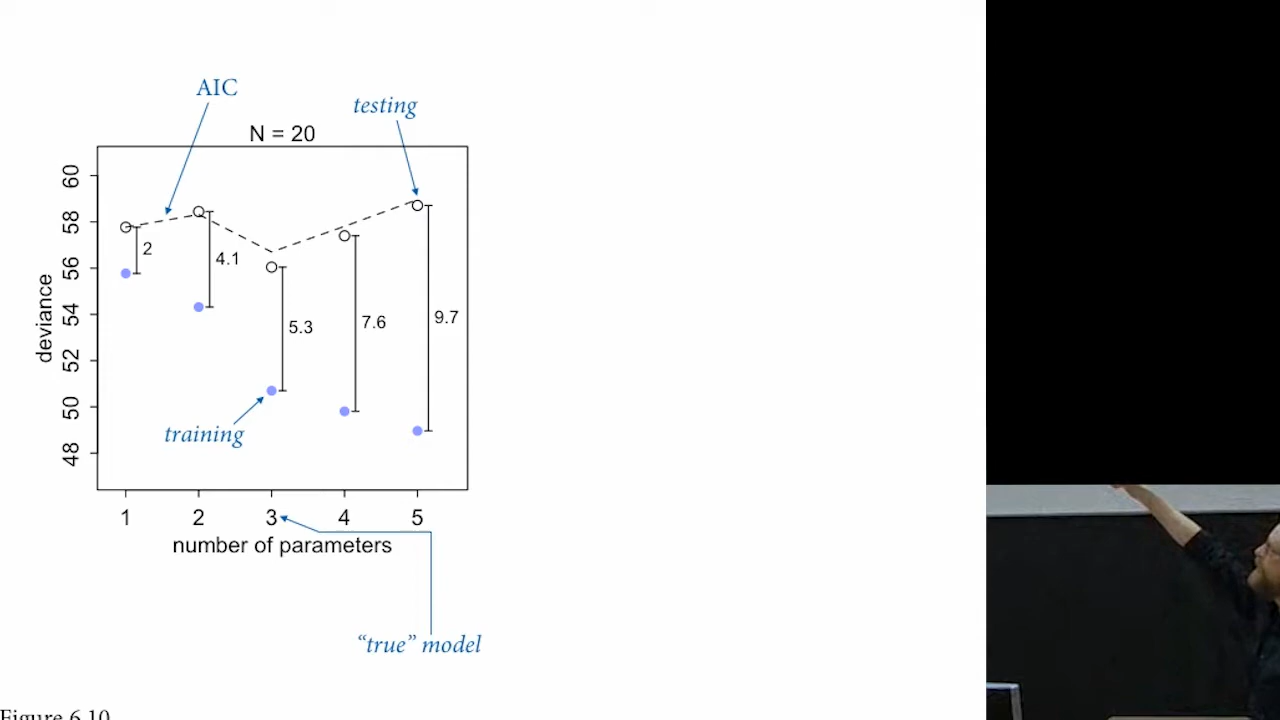 AIC
testing
N = 20
60
58
56
54
52
50
48
deviance
2
4.1
5.3
7.6
9.7
training
1 2 3 4 5
number of parameters
“true” model
Figure 6.10